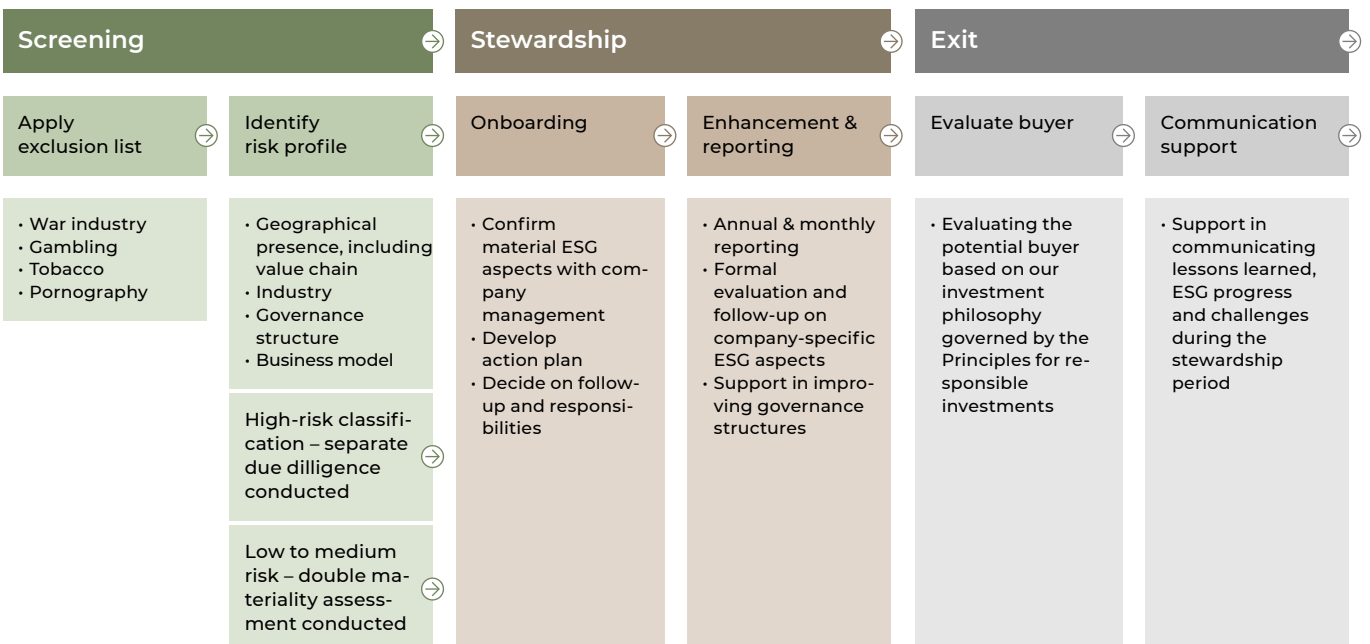 Screening
Stewardship
Exit
Apply
exclusion list
Identify
risk profile
Onboarding
Enhancement &
reporting
Evaluate buyer
Communication
support
• War industry
• Gambling
• Tobacco
• Pornography
• Geographical
presence, including
value chain
• Industry
• Governance
structure
• Business model
High-risk classifi-
cation – separate
due dilligence
conducted
Low to medium
risk – double ma-
teriality assess-
ment conducted
• Confirm
material ESG
aspects with com-
pany
management
• Develop
action plan
• Decide on follow-
up and responsi-
bilities
• Annual & monthly
reporting
• Formal
evaluation and
follow-up on
company-specific
ESG aspects
• Support in impro-
ving governance
structures
• Evaluating the
potential buyer
based on our
investment
philosophy
governed by the
Principles for re-
sponsible
investments
• Support in
communicating
lessons learned,
ESG progress
and challenges
during the
stewardship
period